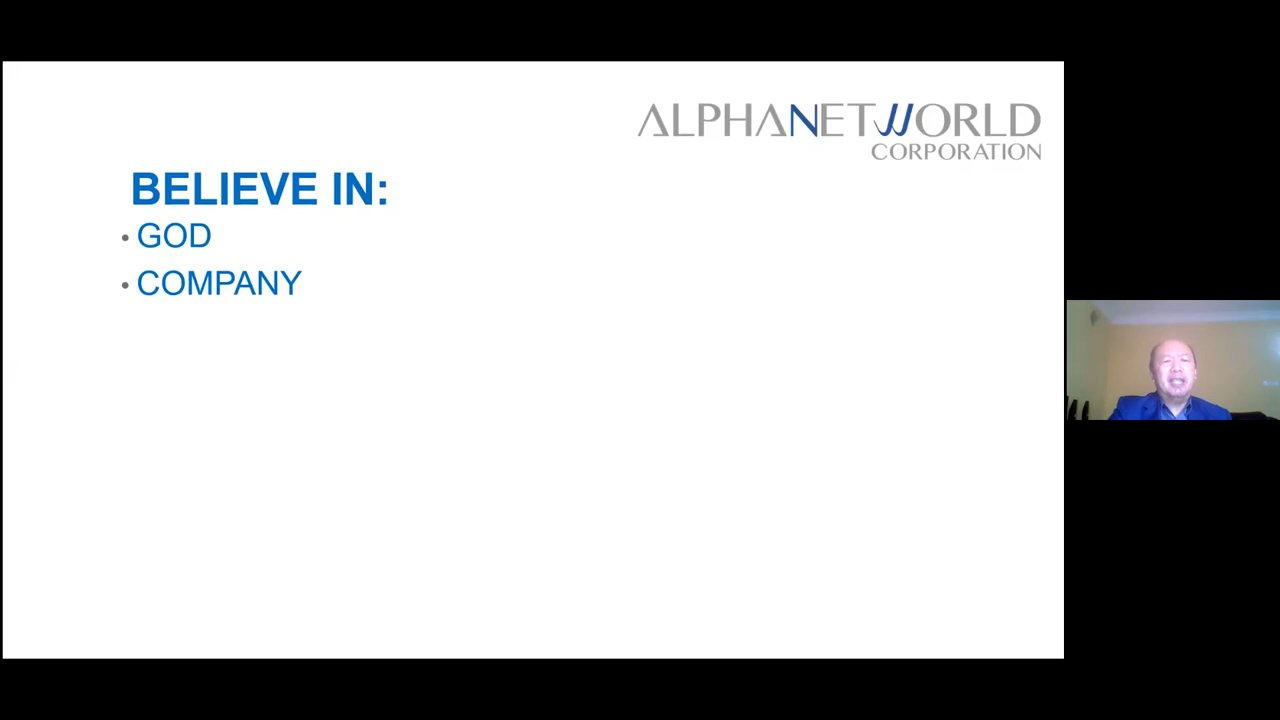 ALPHANETWORLD
CORPORATION
BELIEVE IN:
• GOD
• COMPANY